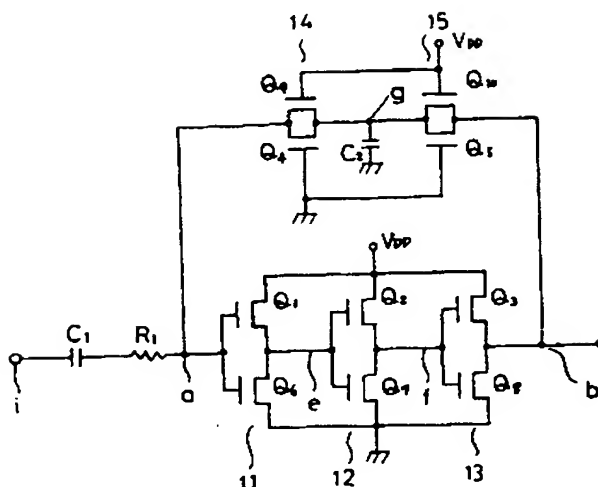 14 15
VDD
Q9 g Q10
Q4 C2 Q5
VDD
Q1 Q2 Q3
C1 R1
i a e f b
Q6 Q7 Q8
11 12 13